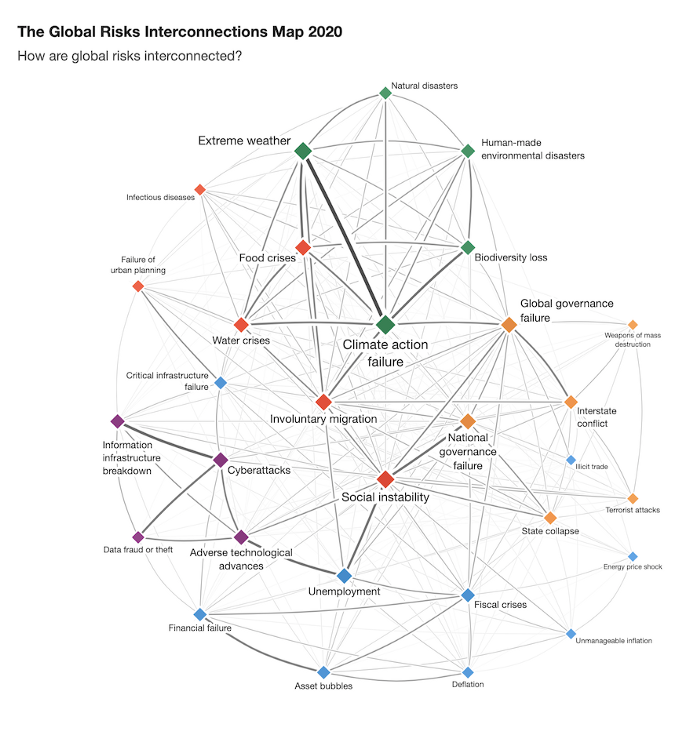 The Global Risks Interconnections Map 2020
How are global risks interconnected?
Natural disasters
Extreme weather
Human-made
environmental disasters
Infectious diseases
Food crises
Biodiversity loss
Failure of
urban planning
Global governance
failure
Water crises
Climate action
failure
Weapons of mass
destruction
Critical infrastructure
failure
Involuntary migration
Interstate
conflict
Information
infrastructure
breakdown
National
governance
failure
Cyberattacks
Illicit trade
Social instability
Terrorist attacks
State collapse
Data fraud or theft
Adverse technological
advances
Energy price shock
Unemployment
Fiscal crises
Financial failure
Unmanageable inflation
Asset bubbles
Deflation